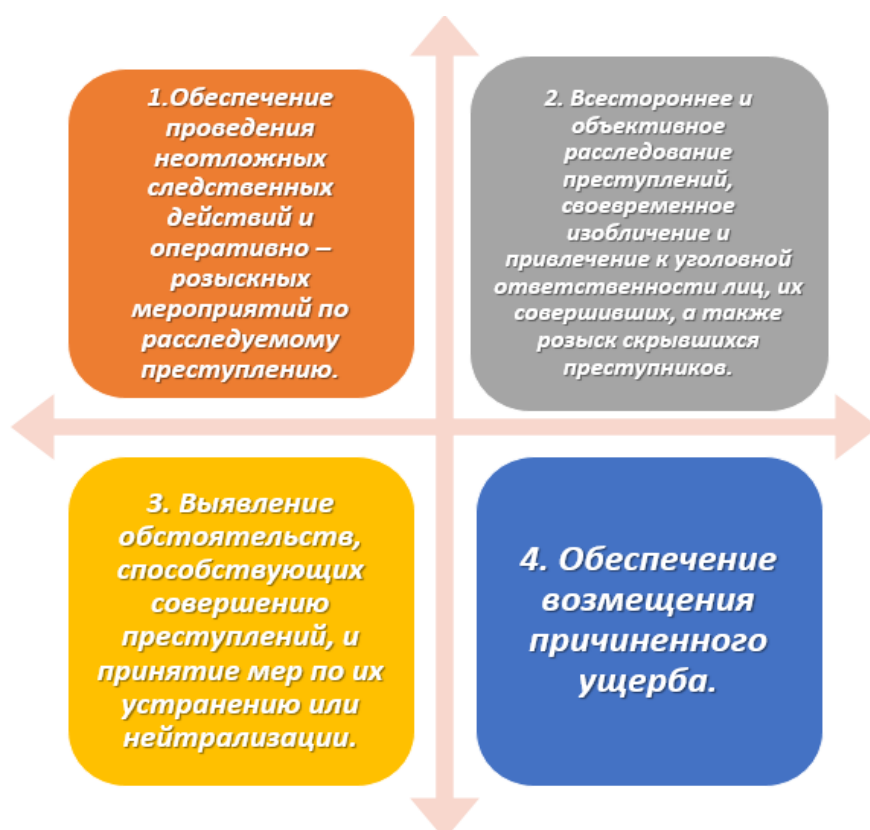 1.Обеспечение
проведения
неотложных
следственных
действий и
оперативно –
розыскных
мероприятий по
расследуемому
преступлению.
2. Всестороннее и
объективное
расследование
преступлений,
своевременное
изобличение и
привлечение к уголовной
ответственности лиц, их
совершивших, а также
розыск скрывшихся
преступников.
3. Выявление
обстоятельств,
способствующих
совершению
преступлений, и
принятие мер по их
устранению или
нейтрализации.
4. Обеспечение
возмещения
причиненного
ущерба.